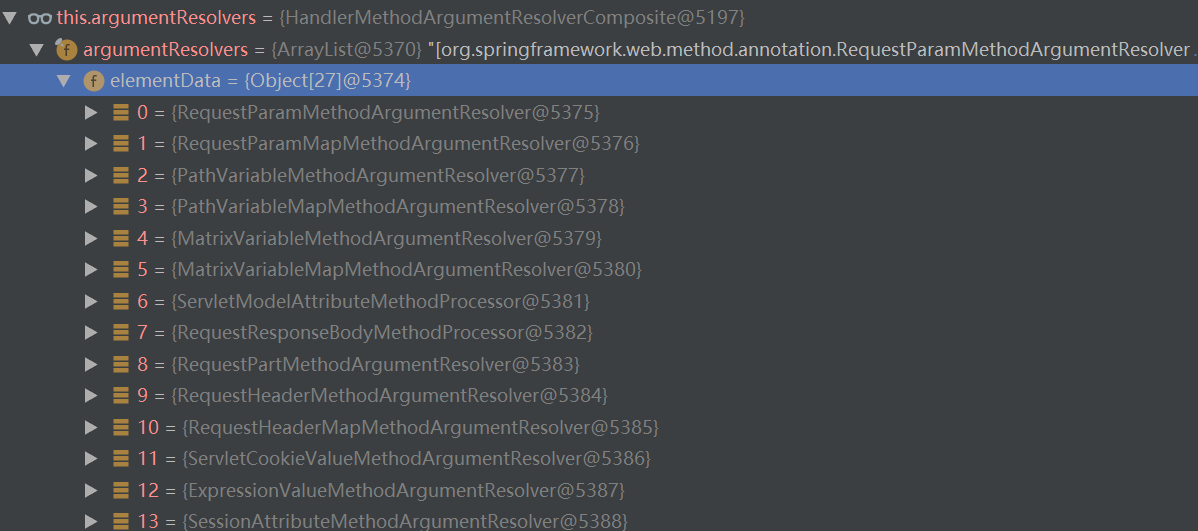 this.argumentResolvers = {HandlerMethodArgumentResolverComposite@5197}
f argumentResolvers = {ArrayList@5370} "[org.springframework.web.method.annotation.RequestParamMethodArgumentResolver
f elementData = {Object[27]@5374}
0 = {RequestParamMethodArgumentResolver@5375}
1 = {RequestParamMapMethodArgumentResolver@5376}
2 = {PathVariableMethodArgumentResolver@5377}
3 = {PathVariableMapMethodArgumentResolver@5378}
4 = {MatrixVariableMethodArgumentResolver@5379}
5 = {MatrixVariableMapMethodArgumentResolver@5380}
6 = {ServletModelAttributeMethodProcessor@5381}
7 = {RequestResponseBodyMethodProcessor@5382}
8 = {RequestPartMethodArgumentResolver@5383}
9 = {RequestHeaderMethodArgumentResolver@5384}
10 = {RequestHeaderMapMethodArgumentResolver@5385}
11 = {ServletCookieValueMethodArgumentResolver@5386}
12 = {ExpressionValueMethodArgumentResolver@5387}
13 = {SessionAttributeMethodArgumentResolver@5388}